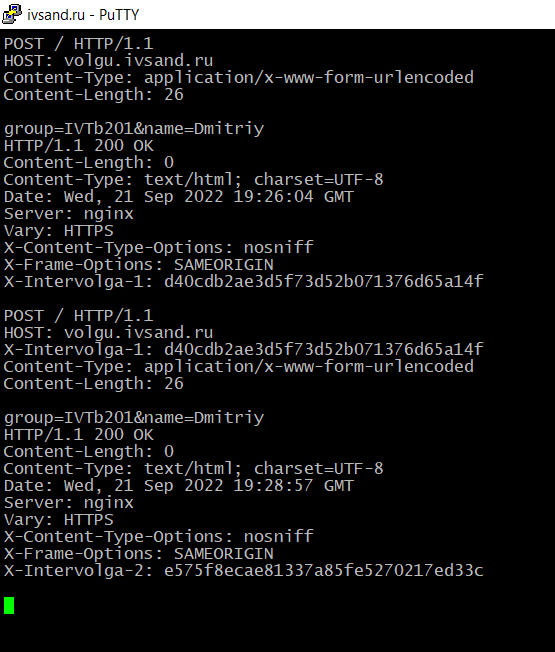 ivsand.ru - PuTTY
POST / HTTP/1.1
HOST: volgu.ivsand.ru
Content-Type: application/x-www-form-urlencoded
Content-Length: 26
group=IVTb201&name=Dmitriy
HTTP/1.1 200 OK
Content-Length: 0
Content-Type: text/html; charset=UTF-8
Date: Wed, 21 Sep 2022 19:26:04 GMT
Server: nginx
Vary: HTTPS
X-Content-Type-Options: nosniff
X-Frame-Options: SAMEORIGIN
X-Intervolga-1: d40cdb2ae3d5f73d52b071376d65a14f
POST / HTTP/1.1
HOST: volgu.ivsand.ru
X-Intervolga-1: d40cdb2ae3d5f73d52b071376d65a14f
Content-Type: application/x-www-form-urlencoded
Content-Length: 26
group=IVTb201&name=Dmitriy
HTTP/1.1 200 OK
Content-Length: 0
Content-Type: text/html; charset=UTF-8
Date: Wed, 21 Sep 2022 19:28:57 GMT
Server: nginx
Vary: HTTPS
X-Content-Type-Options: nosniff
X-Frame-Options: SAMEORIGIN
X-Intervolga-2: e575f8ecae81337a85fe5270217ed33c